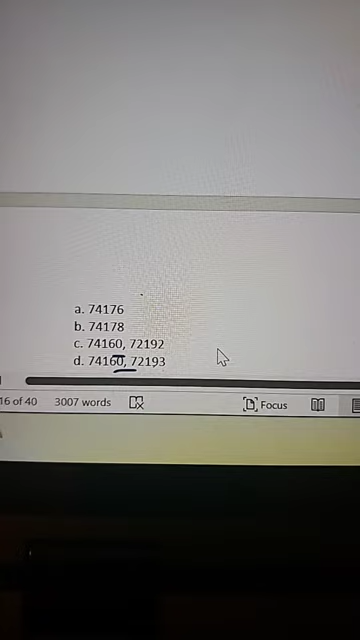 a. 74176
b. 74178
c. 74160, 72192
d. 74160, 72193
16 of 40 3007 words Focus